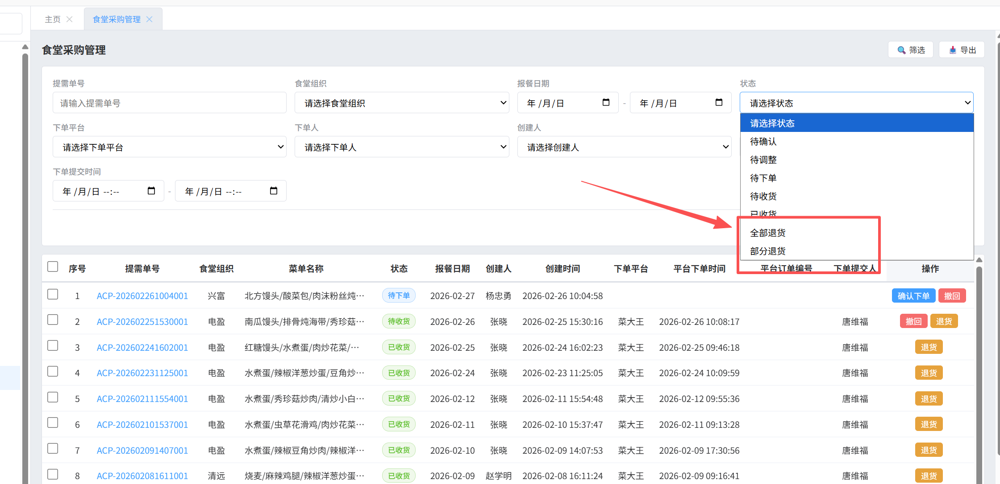 主页
食堂采购管理
食堂采购管理
筛选
导出
提需单号
食堂组织
报餐日期
状态
请输入提需单号
请选择食堂组织
年 /月/日
-
年 /月/日
请选择状态
请选择状态
待确认
待调整
待下单
待收货
已收货
全部退货
部分退货
下单平台
下单人
创建人
请选择下单平台
请选择下单人
请选择创建人
下单提交时间
年 /月/日 --:--
-
年 /月/日 --:--
序号 提需单号 食堂组织 菜单名称 状态 报餐日期 创建人 创建时间 下单平台 平台下单时间 平台订单编号 下单提交人 操作
1 ACP-202602261004001 兴富 北方馒头/酸菜包/肉沫粉丝炖… 待下单 2026-02-27 杨忠勇 2026-02-26 10:04:58 确认下单 撤回
2 ACP-202602251530001 电盈 南瓜馒头/排骨炖海带/秀珍菇… 待收货 2026-02-26 张晓 2026-02-25 15:30:16 菜大王 2026-02-26 10:08:17 唐维福 撤回 退货
3 ACP-202602241602001 电盈 红糖馒头/水煮蛋/肉炒花菜/… 已收货 2026-02-25 张晓 2026-02-24 16:02:23 菜大王 2026-02-25 09:46:18 唐维福 退货
4 ACP-202602231125001 电盈 水煮蛋/辣椒洋葱炒蛋/豆角炒… 已收货 2026-02-24 张晓 2026-02-23 11:25:05 菜大王 2026-02-24 10:09:59 唐维福 退货
5 ACP-202602111554001 电盈 水煮蛋/秀珍菇炒肉/清炒小白… 已收货 2026-02-12 张晓 2026-02-11 15:54:48 菜大王 2026-02-12 09:55:36 唐维福 退货
6 ACP-202602101537001 电盈 水煮蛋/虫草花滑鸡/肉炒花菜… 已收货 2026-02-11 张晓 2026-02-10 15:37:47 菜大王 2026-02-11 09:13:28 唐维福 退货
7 ACP-202602091407001 电盈 水煮蛋/辣椒豆角炒肉/辣椒洋… 已收货 2026-02-10 张晓 2026-02-09 14:07:53 菜大王 2026-02-09 17:30:56 唐维福 退货
8 ACP-202602081611001 清远 烧麦/麻辣鸡腿/辣椒洋葱炒蛋… 已收货 2026-02-09 赵学明 2026-02-08 16:11:24 菜大王 2026-02-09 09:16:41 唐维福 退货